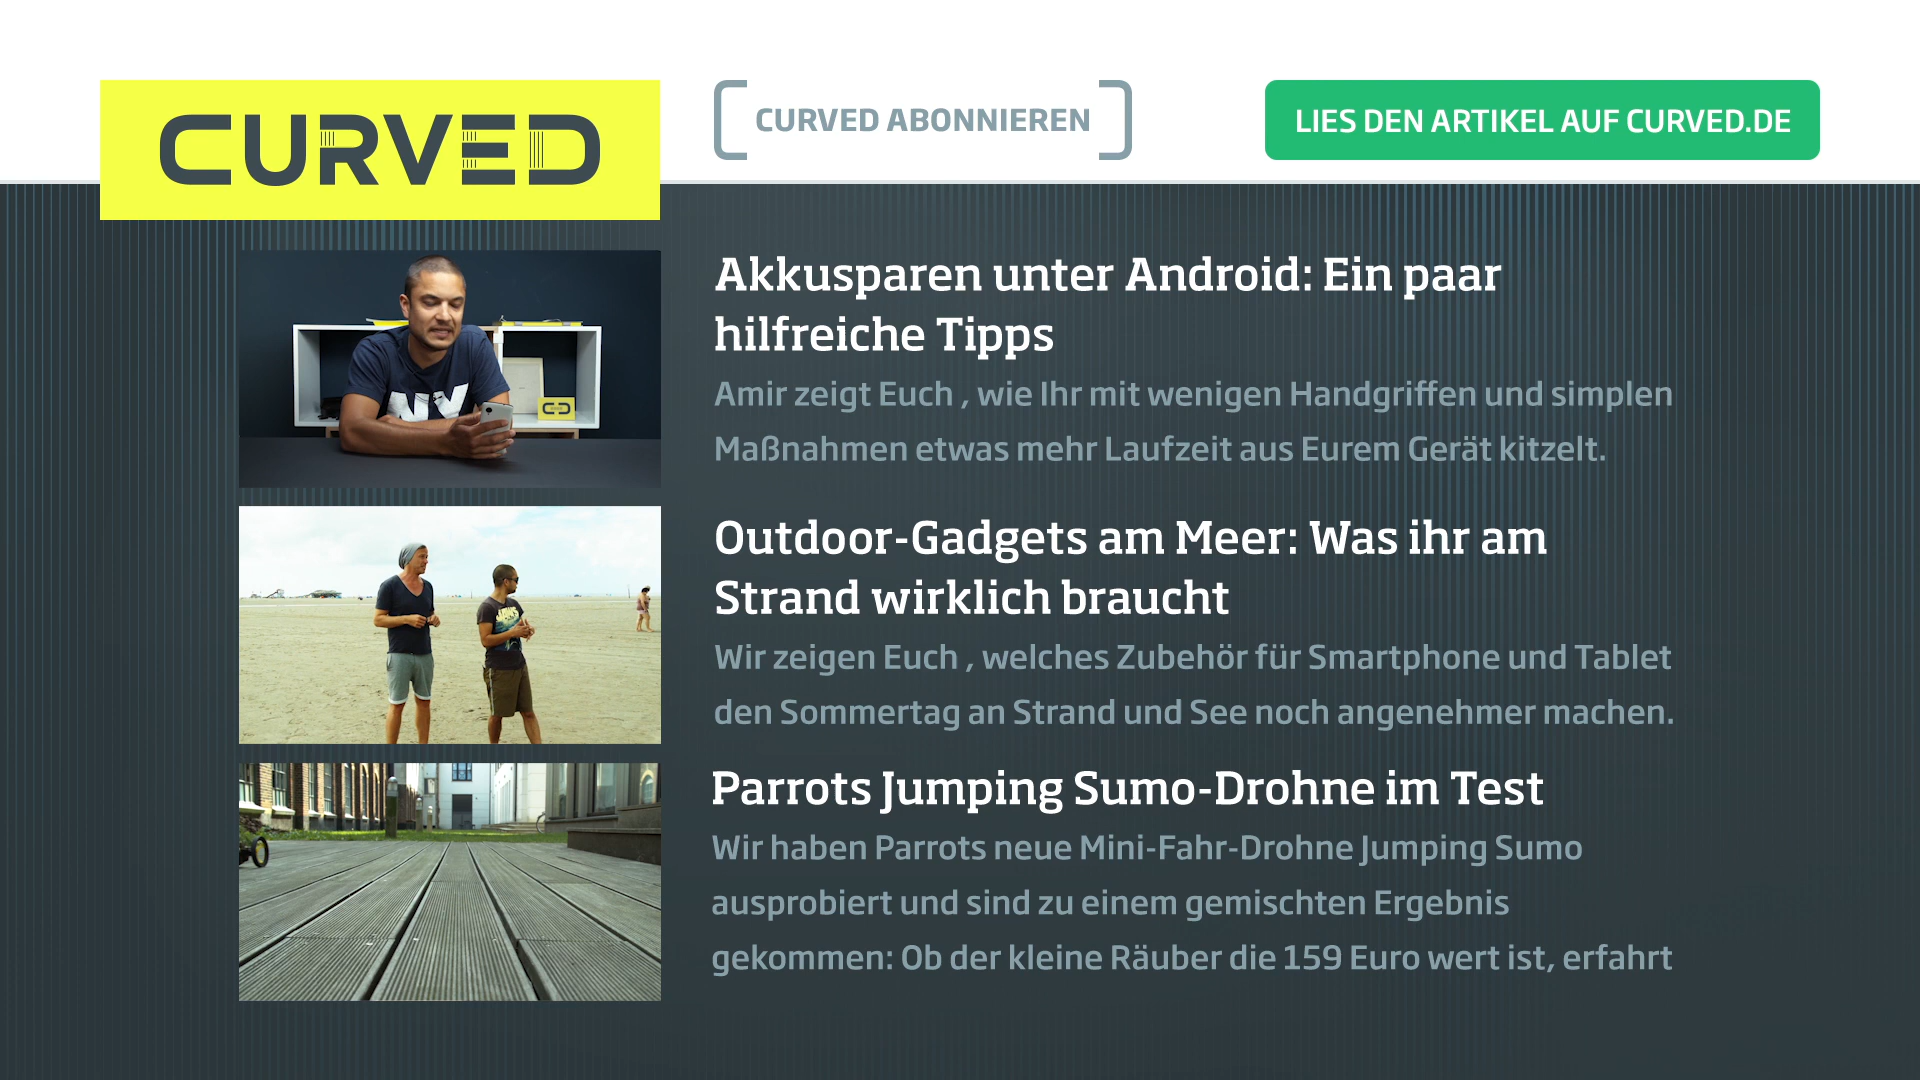 CURVED
CURVED ABONNIEREN
LIES DEN ARTIKEL AUF CURVED.DE
Akkusparen unter Android: Ein paar
hilfreiche Tipps
Amir zeigt Euch , wie Ihr mit wenigen Handgriffen und simplen
Maßnahmen etwas mehr Laufzeit aus Eurem Gerät kitzelt.
NY
Outdoor-Gadgets am Meer: Was ihr am
Strand wirklich braucht
Wir zeigen Euch , welches Zubehör für Smartphone und Tablet
den Sommertag an Strand und See noch angenehmer machen.
JAWS
Parrots Jumping Sumo-Drohne im Test
Wir haben Parrots neue Mini-Fahr-Drohne Jumping Sumo
ausprobiert und sind zu einem gemischten Ergebnis
gekommen: Ob der kleine Räuber die 159 Euro wert ist, erfahrt